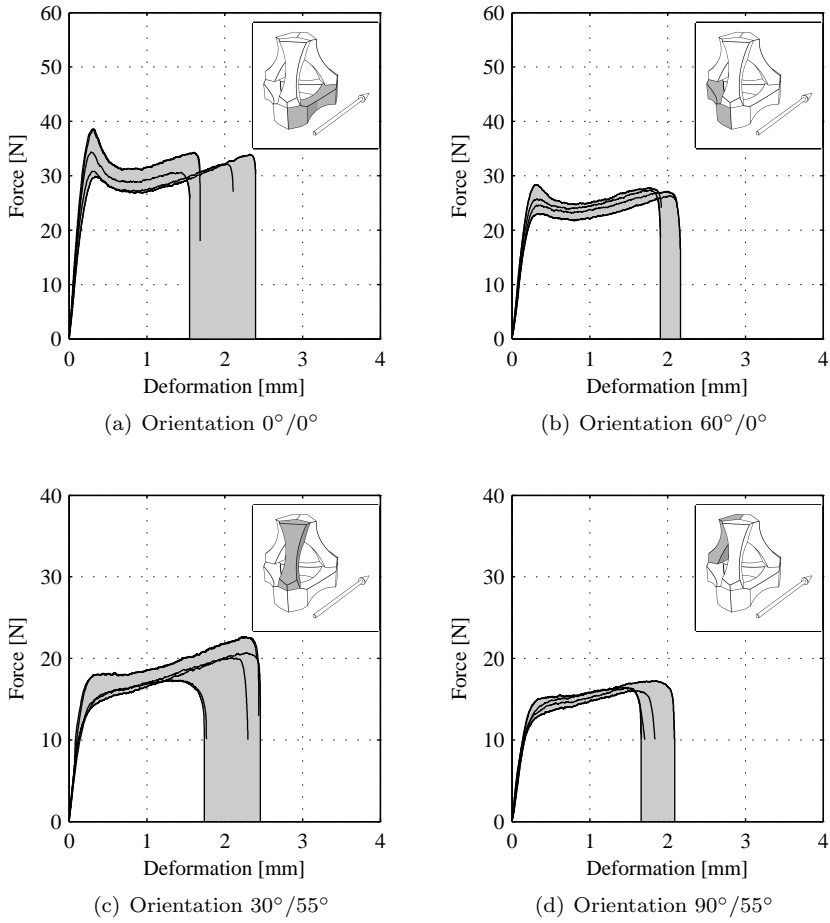 60
50
40
30
20
10
0
Force [N]
0 1 2 3 4
Deformation [mm]
(a) Orientation 0°/0°
60
50
40
30
20
10
0
Force [N]
0 1 2 3 4
Deformation [mm]
(b) Orientation 60°/0°
40
30
20
10
0
Force [N]
0 1 2 3 4
Deformation [mm]
(c) Orientation 30°/55°
40
30
20
10
0
Force [N]
0 1 2 3 4
Deformation [mm]
(d) Orientation 90°/55°